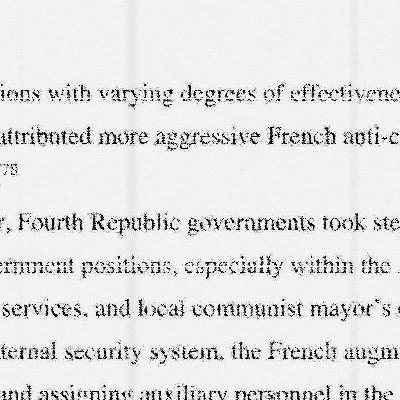 ions with varying degrees of effectivene
attributed more aggressive French anti-c
78
r, Fourth Republic governments took ste
ernment positions, especially within the
services, and local communist mayor's
ternal security system, the French augm
and assigning auxiliary personnel in the